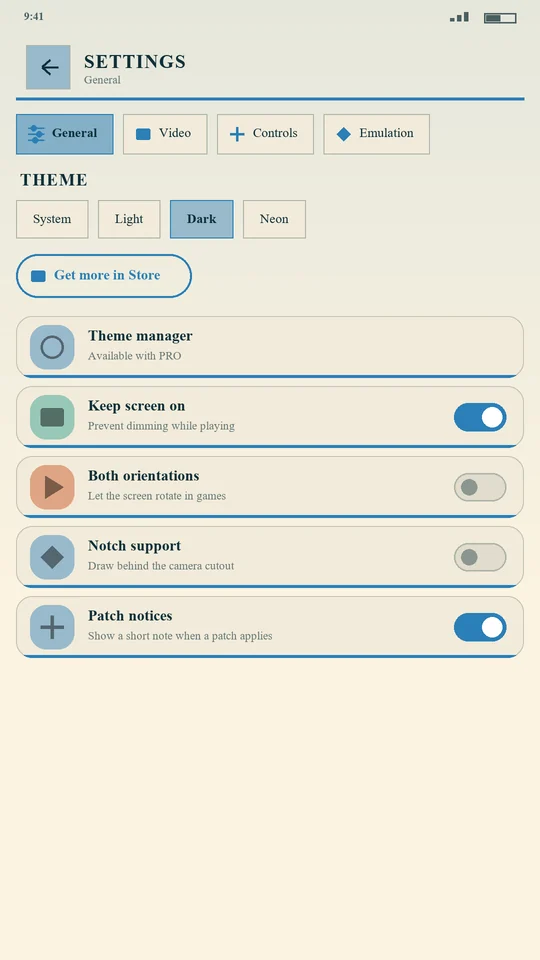 9:41
SETTINGS
General
General
Video
Controls
Emulation
THEME
System
Light
Dark
Neon
Get more in Store
Theme manager
Available with PRO
Keep screen on
Prevent dimming while playing
Both orientations
Let the screen rotate in games
Notch support
Draw behind the camera cutout
Patch notices
Show a short note when a patch applies